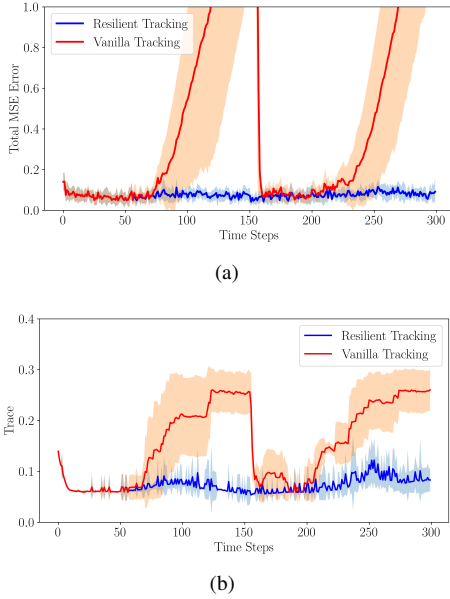 Resilient Tracking
Vanilla Tracking
Total MSE Error
1.0
0.8
0.6
0.4
0.2
0.0
0 50 100 150 200 250 300
Time Steps
(a)
Resilient Tracking
Vanilla Tracking
Trace
0.4
0.3
0.2
0.1
0.0
0 50 100 150 200 250 300
Time Steps
(b)